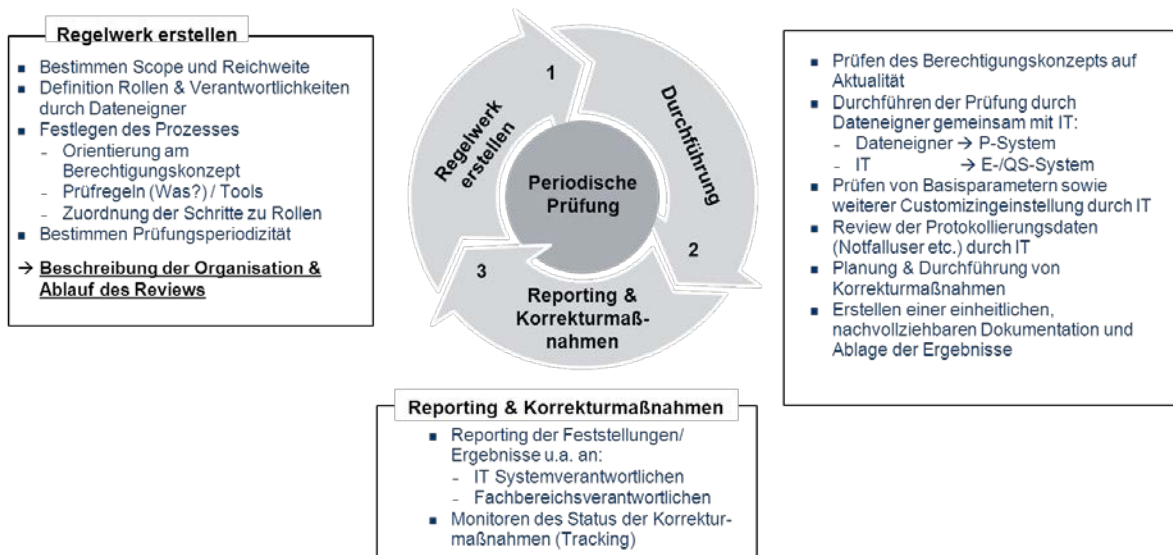 Regelwerk erstellen
■ Bestimmen Scope und Reichweite
■ Definition Rollen & Verantwortlichkeiten
durch Dateneigner
■ Festlegen des Prozesses
- Orientierung am
Berechtigungskonzept
- Prüfregeln (Was?) / Tools
- Zuordnung der Schritte zu Rollen
■ Bestimmen Prüfungsperiodizität
→ Beschreibung der Organisation &
Ablauf des Reviews
1
Regelwerk
erstellen
Durchführung
2
Periodische
Prüfung
3
Reporting &
Korrekturmaß-
nahmen
■ Prüfen des Berechtigungskonzepts auf
Aktualität
■ Durchführen der Prüfung durch
Dateneigner gemeinsam mit IT:
- Dateneigner → P-System
- IT → E-/QS-System
■ Prüfen von Basisparametern sowie
weiterer Customizingeinstellung durch IT
■ Review der Protokollierungsdaten
(Notfalluser etc.) durch IT
■ Planung & Durchführung von
Korrekturmaßnahmen
■ Erstellen einer einheitlichen,
nachvollziehbaren Dokumentation und
Ablage der Ergebnisse
Reporting & Korrekturmaßnahmen
■ Reporting der Feststellungen/
Ergebnisse u.a. an:
- IT Systemverantwortlichen
- Fachbereichsverantwortlichen
■ Monitoren des Status der Korrektur-
maßnahmen (Tracking)